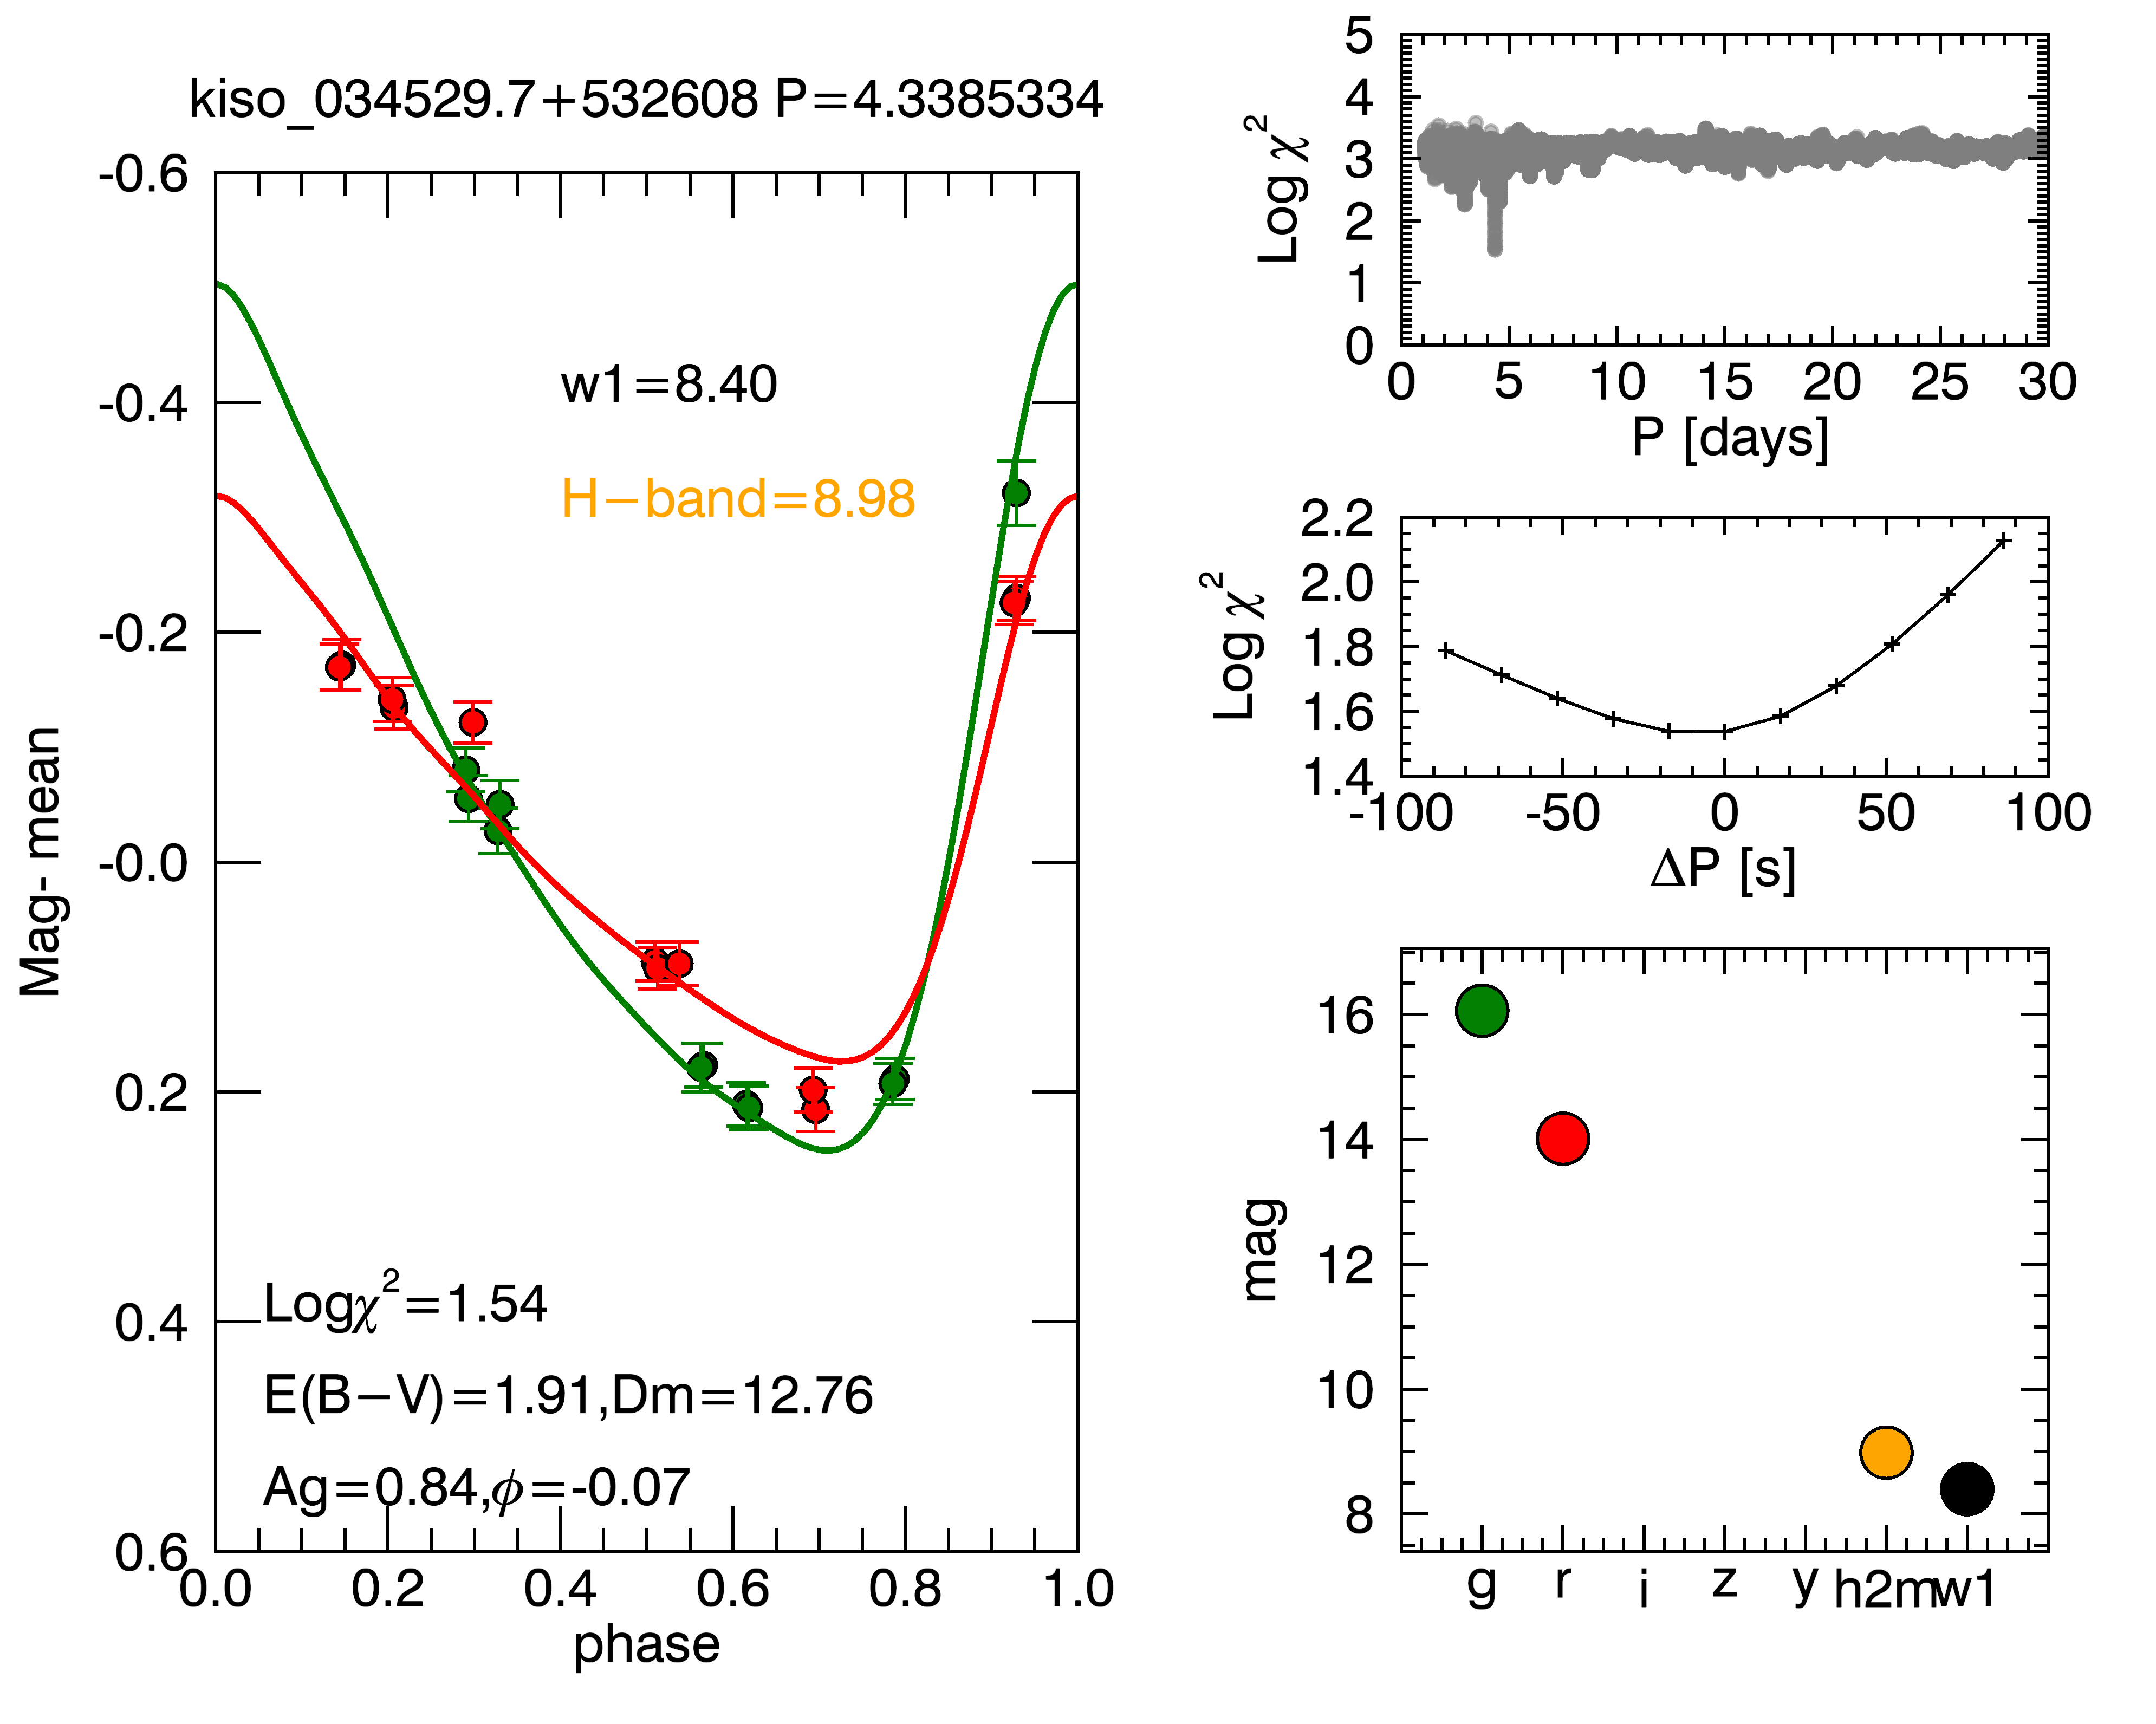 kiso_034529.7+532608 P=4.3385334
-0.6
-0.4
-0.2
-0.0
0.2
0.4
0.6
Mag- mean
w1=8.40
H−band=8.98
Logχ²=1.54
E(B−V)=1.91,Dm=12.76
Ag=0.84,ϕ=-0.07
0.0 0.2 0.4 0.6 0.8 1.0
phase
5
4
3
2
1
0
Log χ²
0 5 10 15 20 25 30
P [days]
2.2
2.0
1.8
1.6
1.4
Log χ²
-100 -50 0 50 100
ΔP [s]
16
14
12
10
8
mag
g r i z y h2mw1